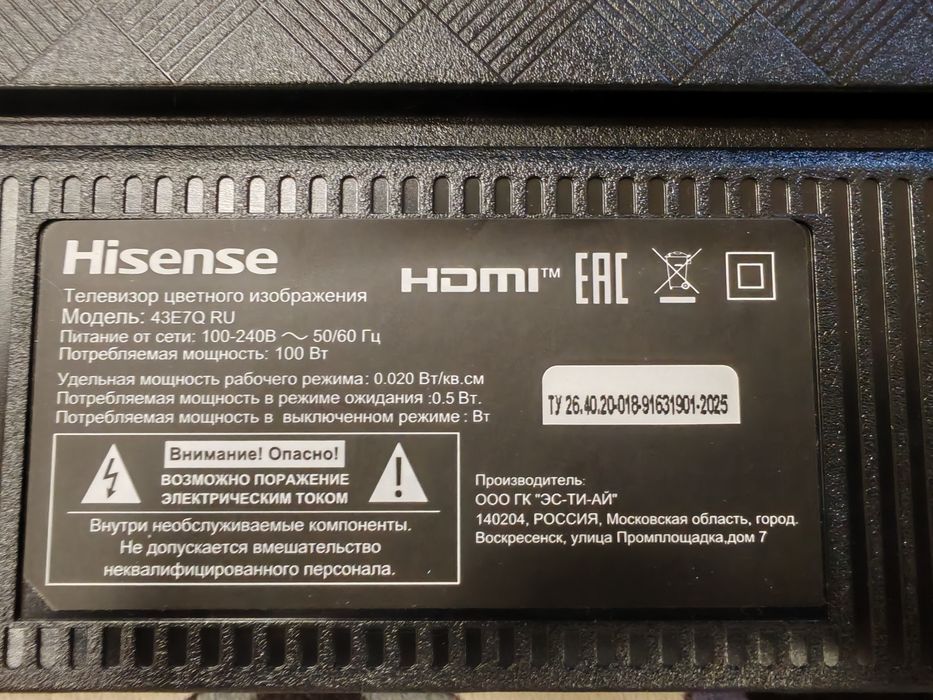 Hisense
HDMI™ EAC
Телевизор цветного изображения
Модель: 43E7Q RU
Питание от сети: 100-240В ~ 50/60 Гц
Потребляемая мощность: 100 Вт
Удельная мощность рабочего режима: 0.020 Вт/кв.см
Потребляемая мощность в режиме ожидания :0.5 Вт.
Потребляемая мощность в выключенном режиме : Вт
ТУ 26.40.20-018-91631901-2025
Внимание! Опасно!
ВОЗМОЖНО ПОРАЖЕНИЕ
ЭЛЕКТРИЧЕСКИМ ТОКОМ
Внутри необслуживаемые компоненты.
Не допускается вмешательство
неквалифицированного персонала.
Производитель:
ООО ГК "ЭС-ТИ-АЙ"
140204, РОССИЯ, Московская область, город.
Воскресенск, улица Промплощадка,дом 7